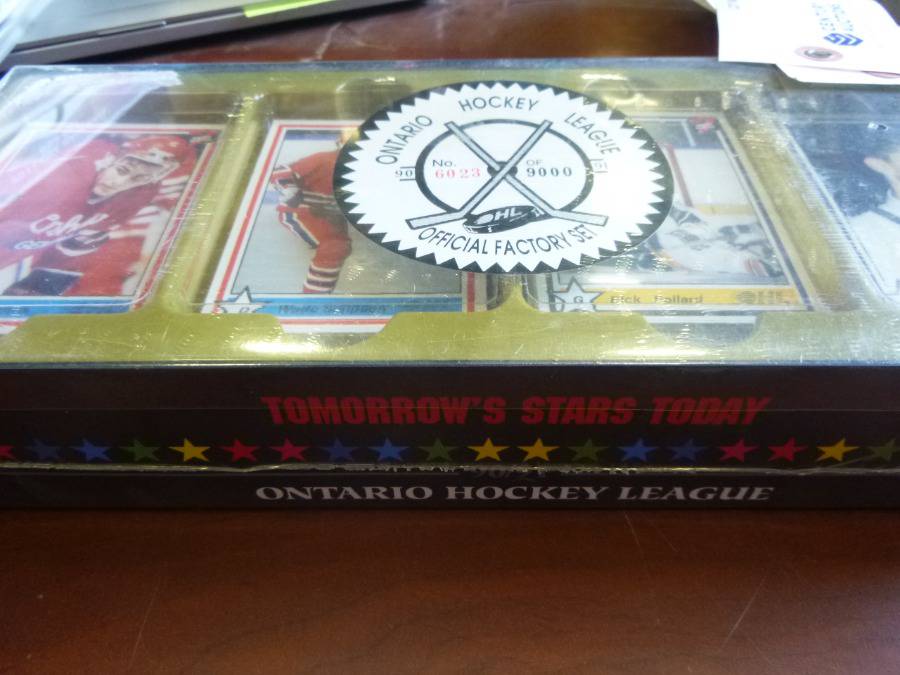 ONTARIO HOCKEY LEAGUE
90 No. 6023 OF 9000 91
OHL
OFFICIAL FACTORY SET
G Rick Pollard OHL
TOMORROW'S STARS TODAY
ONTARIO HOCKEY LEAGUE